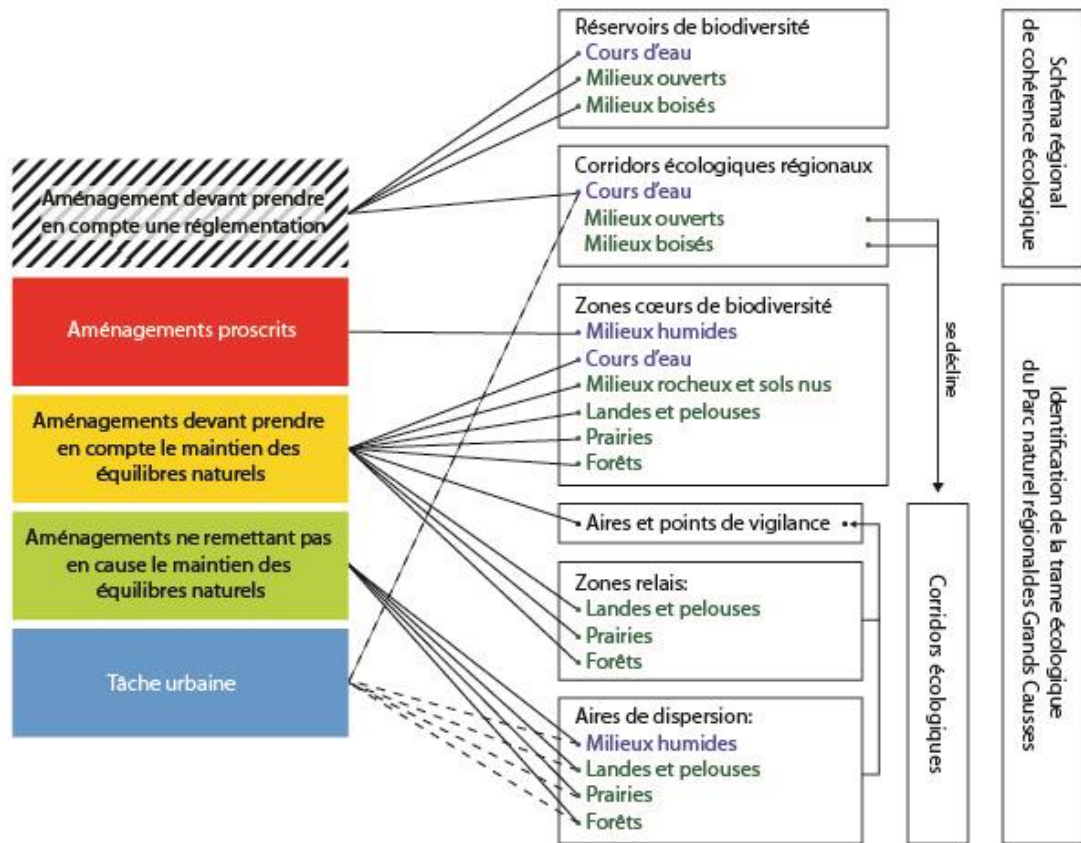 Aménagement devant prendre
en compte une réglementation
Aménagements proscrits
Aménagements devant prendre
en compte le maintien des
équilibres naturels
Aménagements ne remettant pas
en cause le maintien des
équilibres naturels
Tâche urbaine
Réservoirs de biodiversité
Cours d'eau
Milieux ouverts
Milieux boisés
Corridors écologiques régionaux
Cours d'eau
Milieux ouverts
Milieux boisés
Zones cœurs de biodiversité
Milieux humides
Cours d'eau
Milieux rocheux et sols nus
Landes et pelouses
Prairies
Forêts
Aires et points de vigilance
Zones relais:
Landes et pelouses
Prairies
Forêts
Aires de dispersion:
Milieux humides
Landes et pelouses
Prairies
Forêts
se décline
Corridors écologiques
Schéma régional
de cohérence écologique
Identification de la trame écologique
du Parc naturel régionaldes Grands Causses